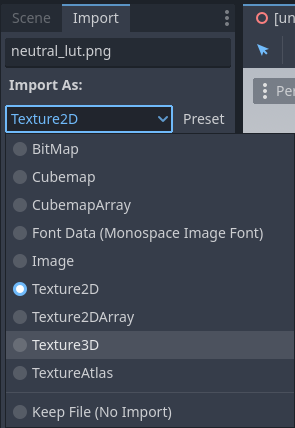 Scene Import [un
neutral_lut.png
Import As:
Texture2D Preset
Per
BitMap
Cubemap
CubemapArray
Font Data (Monospace Image Font)
Image
Texture2D
Texture2DArray
Texture3D
TextureAtlas
Keep File (No Import)